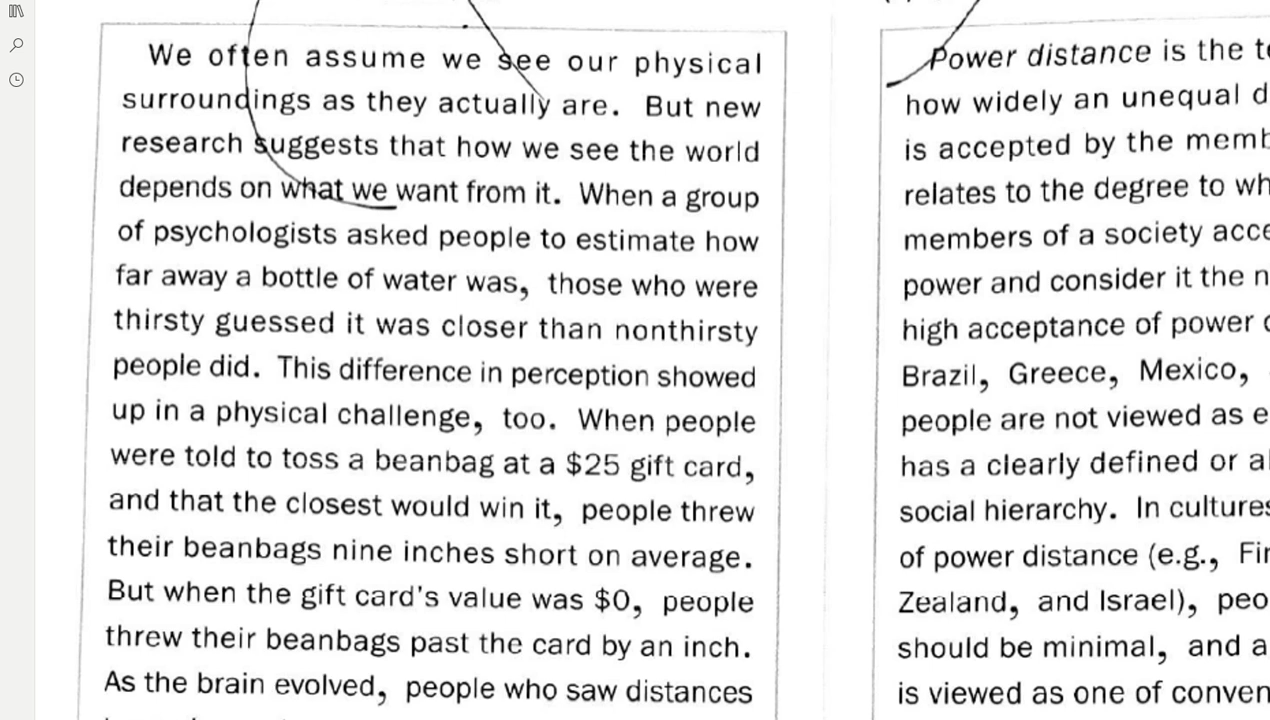 We often assume we see our physical
surroundings as they actually are. But new
research suggests that how we see the world
depends on what we want from it. When a group
of psychologists asked people to estimate how
far away a bottle of water was, those who were
thirsty guessed it was closer than nonthirsty
people did. This difference in perception showed
up in a physical challenge, too. When people
were told to toss a beanbag at a $25 gift card,
and that the closest would win it, people threw
their beanbags nine inches short on average.
But when the gift card's value was $0, people
threw their beanbags past the card by an inch.
As the brain evolved, people who saw distances
Power distance is the
how widely an unequal
is accepted by the
relates to the degree to
members of a society
power and consider it the
high acceptance of power
Brazil, Greece, Mexico,
people are not viewed as
has a clearly defined or
social hierarchy. In cultures
of power distance (e.g.,
Zealand, and Israel),
should be minimal, and
is viewed as one of